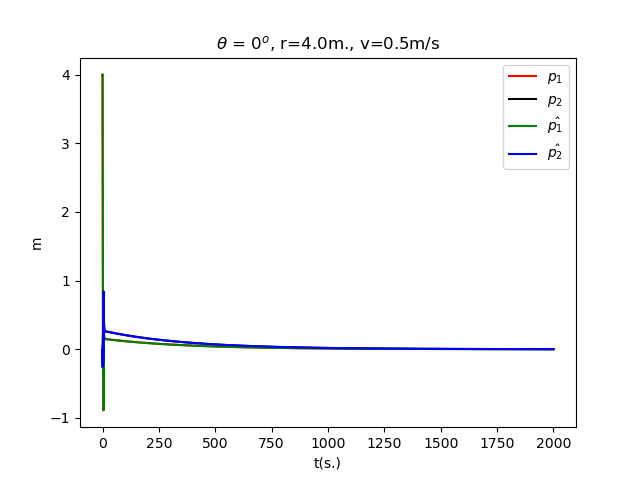 θ = 0ᵒ, r=4.0m., v=0.5m/s
4
3
2
1
0
−1
m
p₁
p₂
p̂₁
p̂₂
0 250 500 750 1000 1250 1500 1750 2000
t(s.)